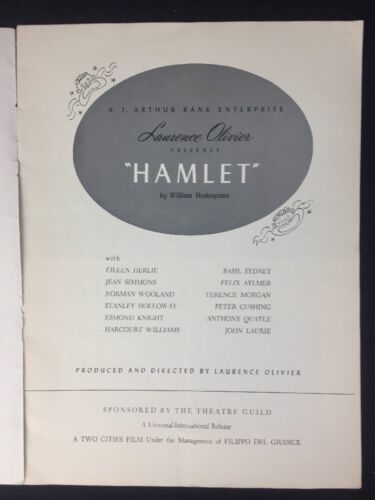 A J. ARTHUR RANK ENTERPRISE
Laurence Olivier
PRESENTS
"HAMLET"
by William Shakespeare
with
EILEEN HERLIE
JEAN SIMMONS
NORMAN WOOLAND
STANLEY HOLLOWAY
ESMOND KNIGHT
HARCOURT WILLIAMS
BASIL SYDNEY
FELIX AYLMER
TERENCE MORGAN
PETER CUSHING
ANTHONY QUAYLE
JOHN LAURIE
PRODUCED AND DIRECTED BY LAURENCE OLIVIER
SPONSORED BY THE THEATRE GUILD
A Universal-International Release
A TWO CITIES FILM Under the Management of FILIPPO DEL GIUDICE